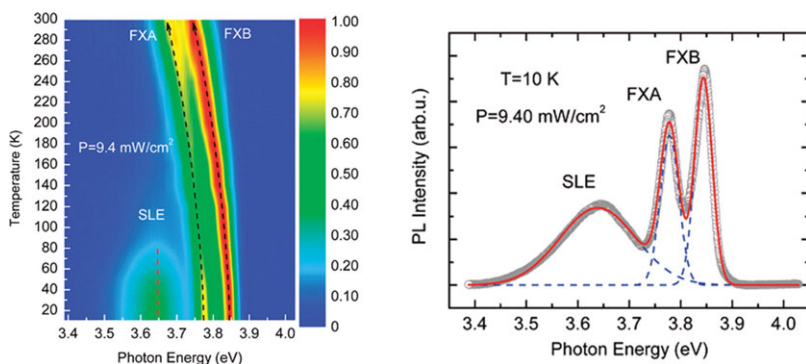 300
280
260
240
220
200
180
160
140
120
100
80
60
40
20
Temperature (K)
FXA
FXB
P=9.4 mW/cm²
SLE
3.4 3.5 3.6 3.7 3.8 3.9 4.0
Photon Energy (eV)
1.00
0.90
0.80
0.70
0.60
0.50
0.40
0.30
0.20
0.10
0
PL Intensity (arb.u.)
T=10 K
P=9.40 mW/cm²
FXB
FXA
SLE
3.4 3.5 3.6 3.7 3.8 3.9 4.0
Photon Energy (eV)